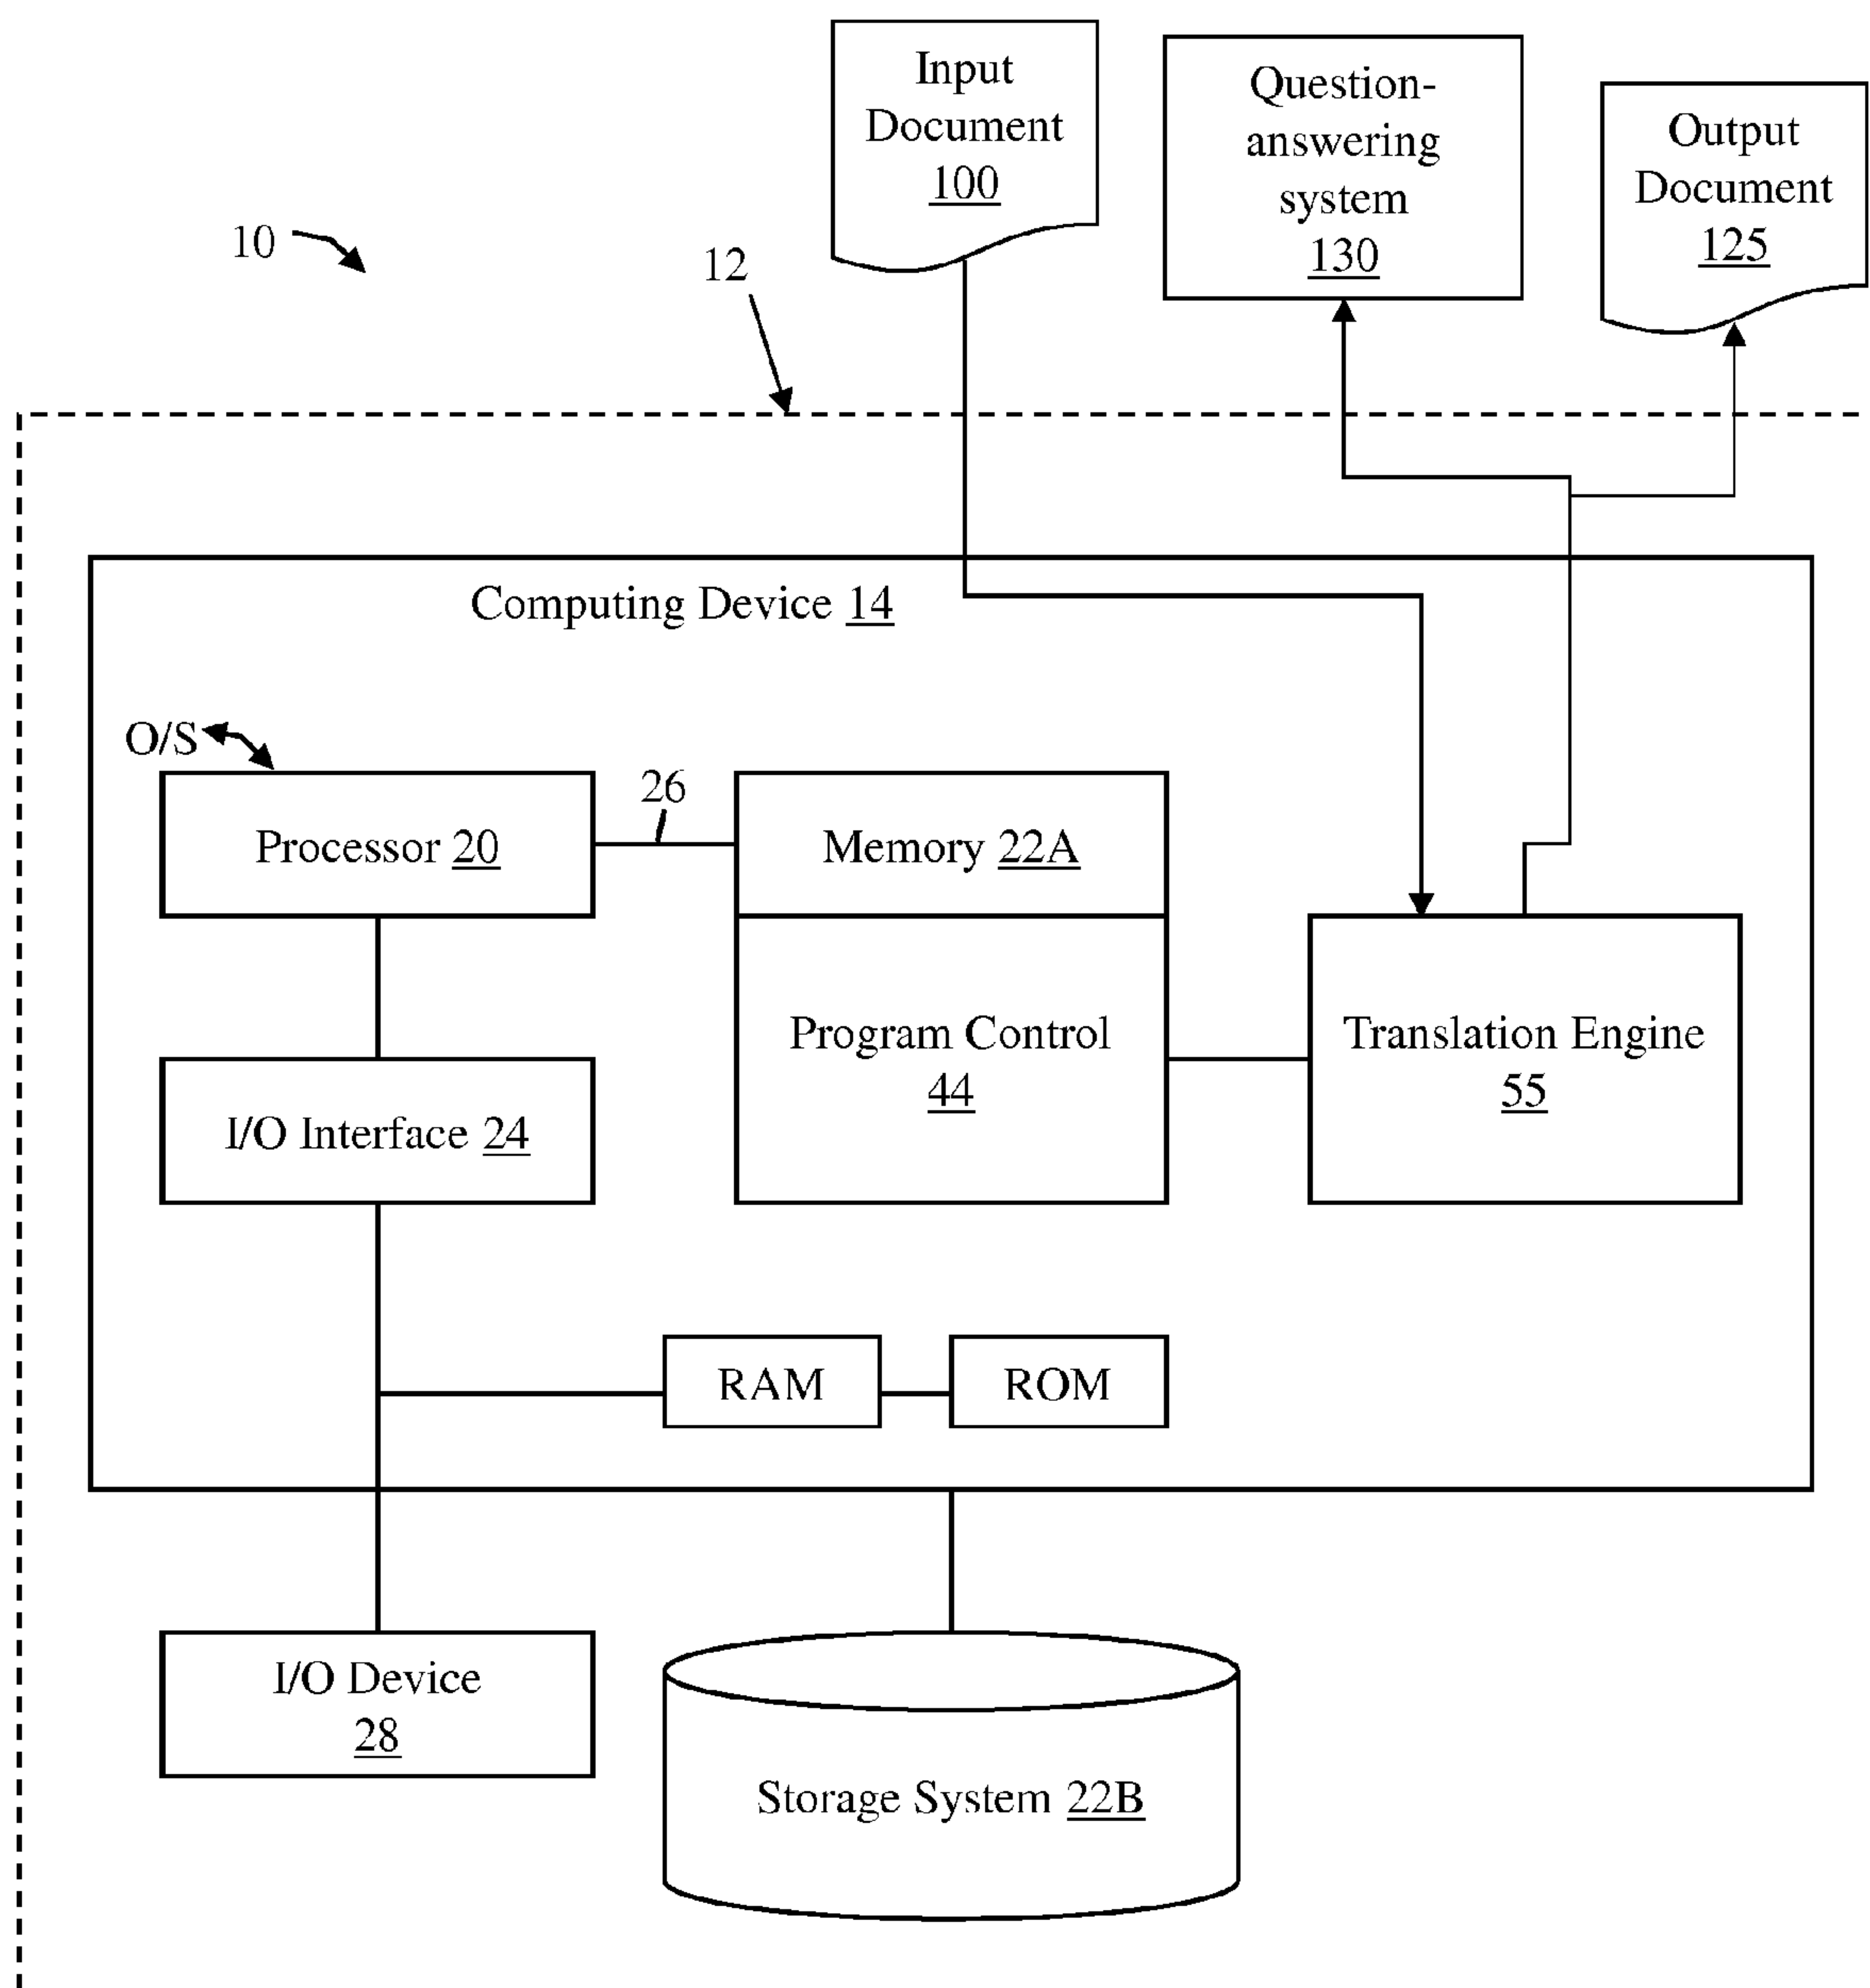 Input
Document
100
Question-
answering
system
130
Output
Document
125
10
12
Computing Device 14
O/S
26
Processor 20
Memory 22A
Program Control
44
Translation Engine
55
I/O Interface 24
RAM
ROM
I/O Device
28
Storage System 22B